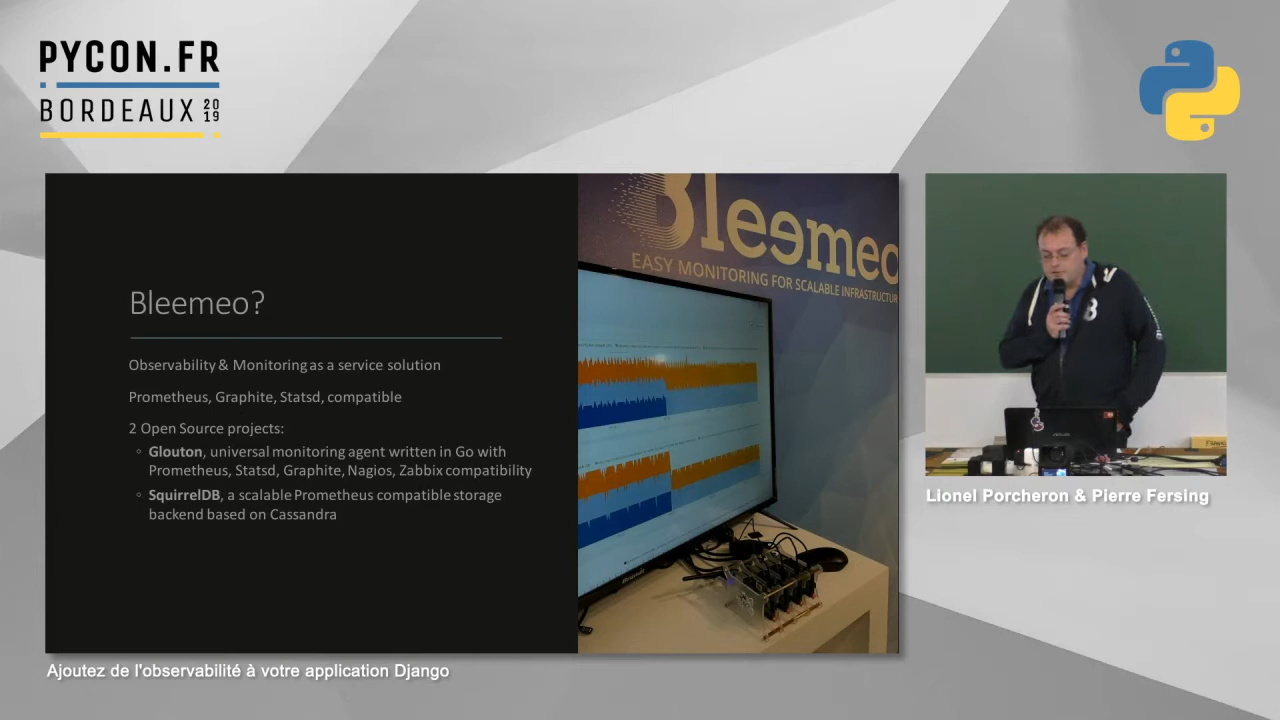 PYCON.FR
BORDEAUX 2019
Bleemeo?
Observability & Monitoring as a service solution
Prometheus, Graphite, Statsd, compatible
2 Open Source projects:
◦ Glouton, universal monitoring agent written in Go with
Prometheus, Statsd, Graphite, Nagios, Zabbix compatibility
◦ SquirrelDB, a scalable Prometheus compatible storage
backend based on Cassandra
Bleemeo
EASY MONITORING FOR SCALABLE INFRASTRUCTUR
Lionel Porcheron & Pierre Fersing
Ajoutez de l'observabilité à votre application Django